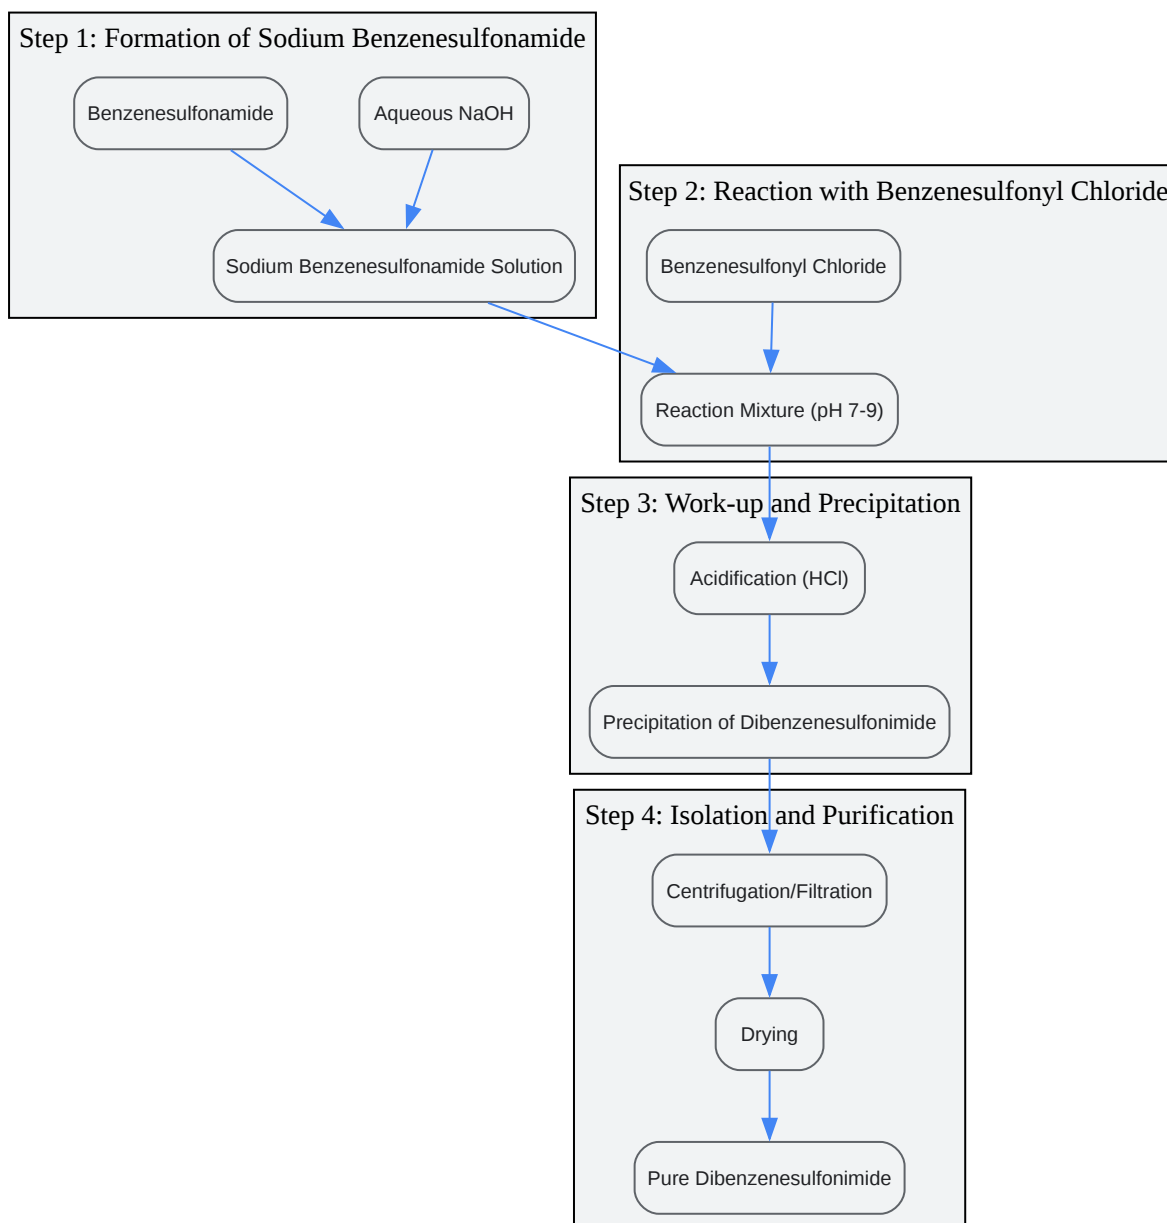 Step 1: Formation of Sodium Benzenesulfonamide
Benzenesulfonamide
Aqueous NaOH
Sodium Benzenesulfonamide Solution
Step 2: Reaction with Benzenesulfonyl Chloride
Benzenesulfonyl Chloride
Reaction Mixture (pH 7-9)
Step 3: Work-up and Precipitation
Acidification (HCl)
Precipitation of Dibenzenesulfonimide
Step 4: Isolation and Purification
Centrifugation/Filtration
Drying
Pure Dibenzenesulfonimide